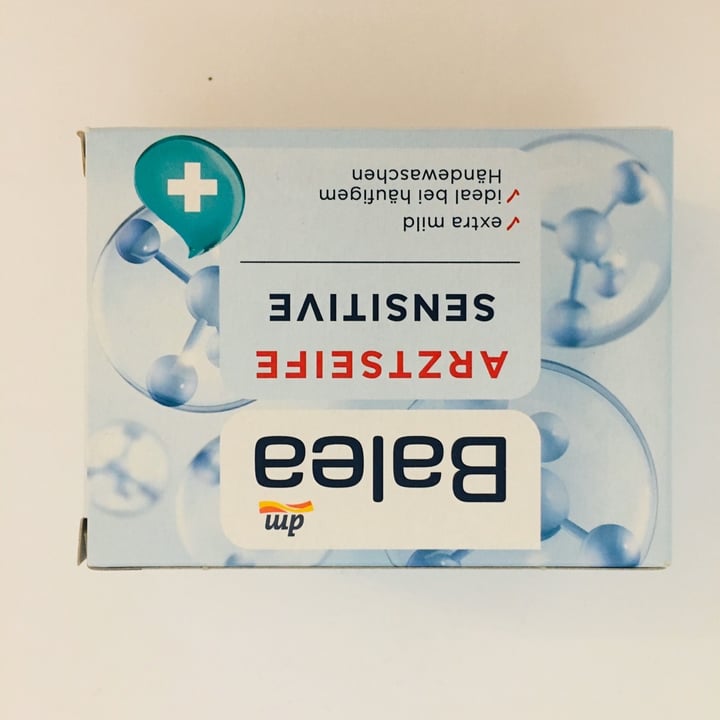 dm
Balea
ARZTSEIFE
SENSITIVE
✓ extra mild
✓ ideal bei häufigem
Händewaschen